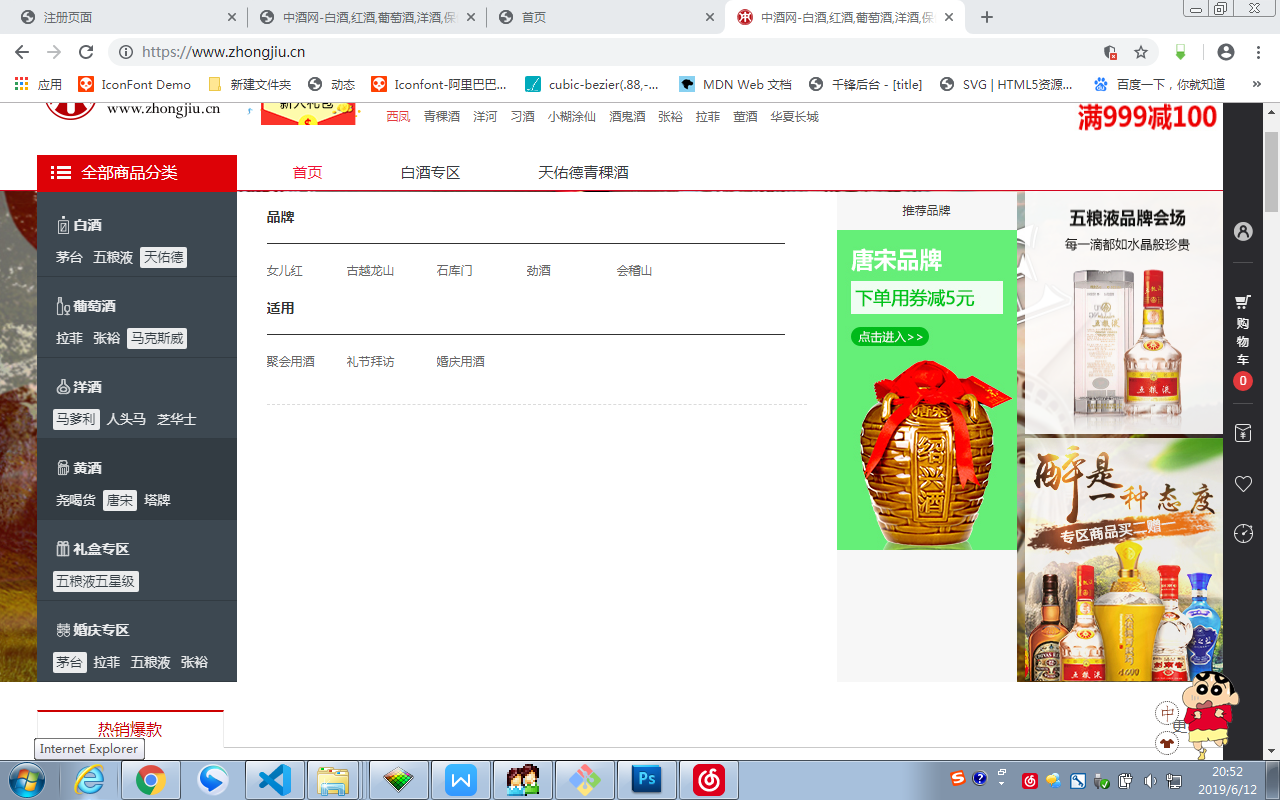 注册页面
中酒网-白酒,红酒,葡萄酒,洋酒,保
首页
中酒网-白酒,红酒,葡萄酒,洋酒,保
https://www.zhongjiu.cn
应用
IconFont Demo
新建文件夹
动态
Iconfont-阿里巴巴...
cubic-bezier(.88,-...
MDN Web 文档
千锋后台 - [title]
SVG | HTML5资源...
百度一下，你就知道
www.zhongjiu.cn
西凤 青稞酒 洋河 习酒 小糊涂仙 酒鬼酒 张裕 拉菲 茧酒 华夏长城
满999减100
全部商品分类
首页
白酒专区
天佑德青稞酒
白酒
茅台 五粮液 天佑德
葡萄酒
拉菲 张裕 马克斯威
洋酒
马爹利 人头马 芝华士
黄酒
尧喝货 唐宋 塔牌
礼盒专区
五粮液五星级
婚庆专区
茅台 拉菲 五粮液 张裕
品牌
女儿红 古越龙山 石库门 劲酒 会稽山
适用
聚会用酒 礼节拜访 婚庆用酒
推荐品牌
唐宋品牌
下单用券减5元
点击进入>>
唐宋
绍兴酒
五粮液品牌会场
每一滴都如水晶般珍贵
五粮液
醉是一种态度
专区商品买二赠一
购物车
0
热销爆款
更
中
Internet Explorer
20:52
2019/6/12